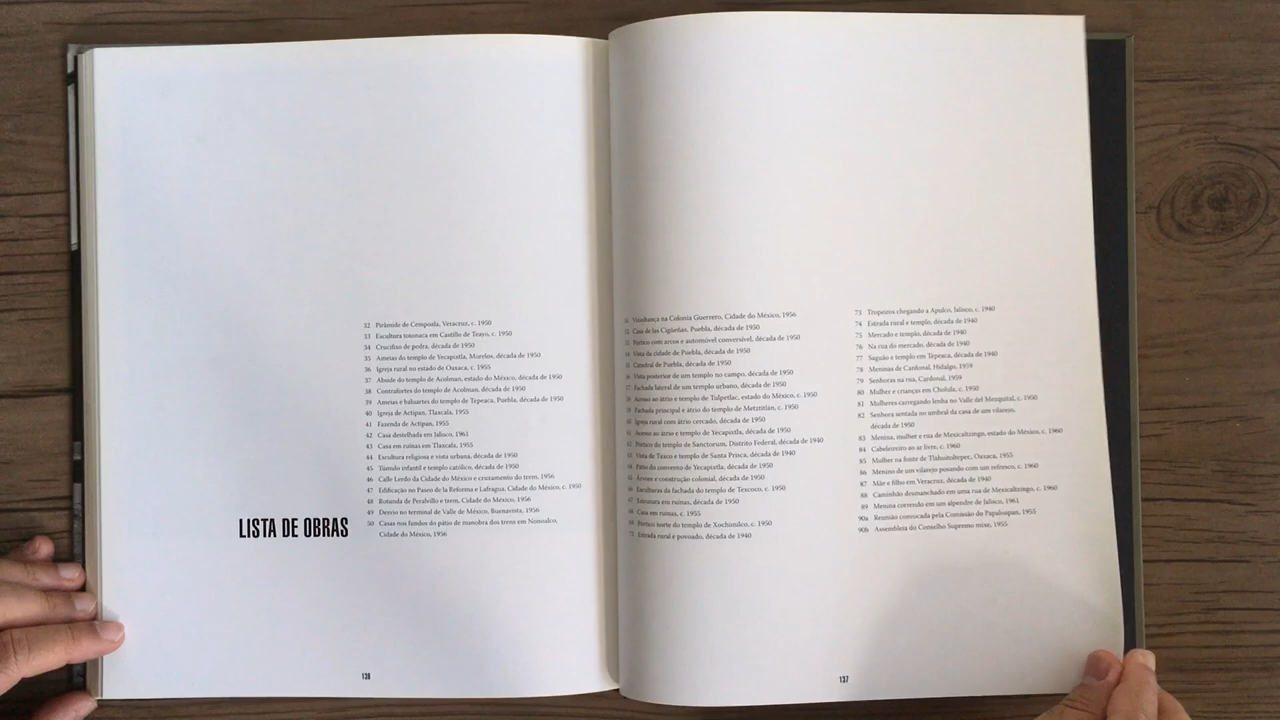 LISTA DE OBRAS
32 Pirâmide de Cempoala, Veracruz, c. 1950
33 Escultura totonaca em Castillo de Teayo, c. 1950
34 Crucifixo de pedra, década de 1950
35 Ameias do templo de Yecapixtla, Morelos, década de 1950
36 Igreja rural no estado de Oaxaca, c. 1955
37 Abside do templo de Acolman, estado do México, década de 1950
38 Contrafortes do templo de Acolman, década de 1950
39 Ameias e baluartes do templo de Tepeaca, Puebla, década de 1950
40 Igreja de Actipan, Tlaxcala, 1955
41 Fazenda de Actipan, 1955
42 Casa destelhada em Jalisco, 1961
43 Casa em ruínas em Tlaxcala, 1955
44 Escultura religiosa e vista urbana, década de 1950
45 Túmulo infantil e templo católico, década de 1950
46 Calle Lerdo da Cidade do México e cruzamento do trem, 1956
47 Edificação no Paseo de la Reforma e Lafragua, Cidade do México, c. 1950
48 Rotunda de Peralvillo e trem, Cidade do México, 1956
49 Desvio no terminal de Valle de México, Buenavista, 1956
50 Casas nos fundos do pátio de manobra dos trens em Nonoalco,
Cidade do México, 1956
138
Vizinhança na Colonia Guerrero, Cidade do México, 1956
Casa de las Cigüeñas, Puebla, década de 1950
Pórtico com arcos e automóvel conversível, década de 1950
Vista da cidade de Puebla, década de 1950
Catedral de Puebla, década de 1950
Vista posterior de um templo no campo, década de 1950
Fachada lateral de um templo urbano, década de 1950
Acesso ao átrio e templo de Tulpetlac, estado do México, c. 1950
Fachada principal e átrio do templo de Metztitlán, c. 1950
Igreja rural com átrio cercado, década de 1950
Acesso ao átrio e templo de Yecapixtla, década de 1950
Pórtico do templo de Sanctorum, Distrito Federal, década de 1940
Vista de Taxco e templo de Santa Prisca, década de 1940
Pátio do convento de Yecapixtla, década de 1950
Árvore e construção colonial, década de 1950
Esculturas da fachada do templo de Texcoco, c. 1950
Estrutura em ruínas, década de 1950
Casa em ruínas, c. 1955
Pórtico norte do templo de Xochimilco, c. 1950
Estrada rural e povoado, década de 1940
73 Tropeiros chegando a Apulco, Jalisco, c. 1940
74 Estrada rural e templo, década de 1940
75 Mercado e templo, década de 1940
76 Na rua do mercado, década de 1940
77 Saguão e templo em Tepeaca, década de 1940
78 Meninas de Cardonal, Hidalgo, 1959
79 Senhoras na rua, Cardonal, 1959
80 Mulher e crianças em Cholula, c. 1950
81 Mulheres carregando lenha no Valle del Mezquital, c. 1950
82 Senhora sentada no umbral da casa de um vilarejo,
década de 1950
83 Menina, mulher e rua de Mexicaltzingo, estado do México, c. 1960
84 Cabeleireiro ao ar livre, c. 1960
85 Mulher na fonte de Tlahuitoltepec, Oaxaca, 1955
86 Menino de um vilarejo posando com um refresco, c. 1960
87 Mãe e filho em Veracruz, década de 1940
88 Caminhão desmanchado em uma rua de Mexicaltzingo, c. 1960
89 Menina correndo em um alpendre de Jalisco, 1961
90a Reunião convocada pela Comissão do Papaloapan, 1955
90b Assembleia do Conselho Supremo mixe, 1955
137